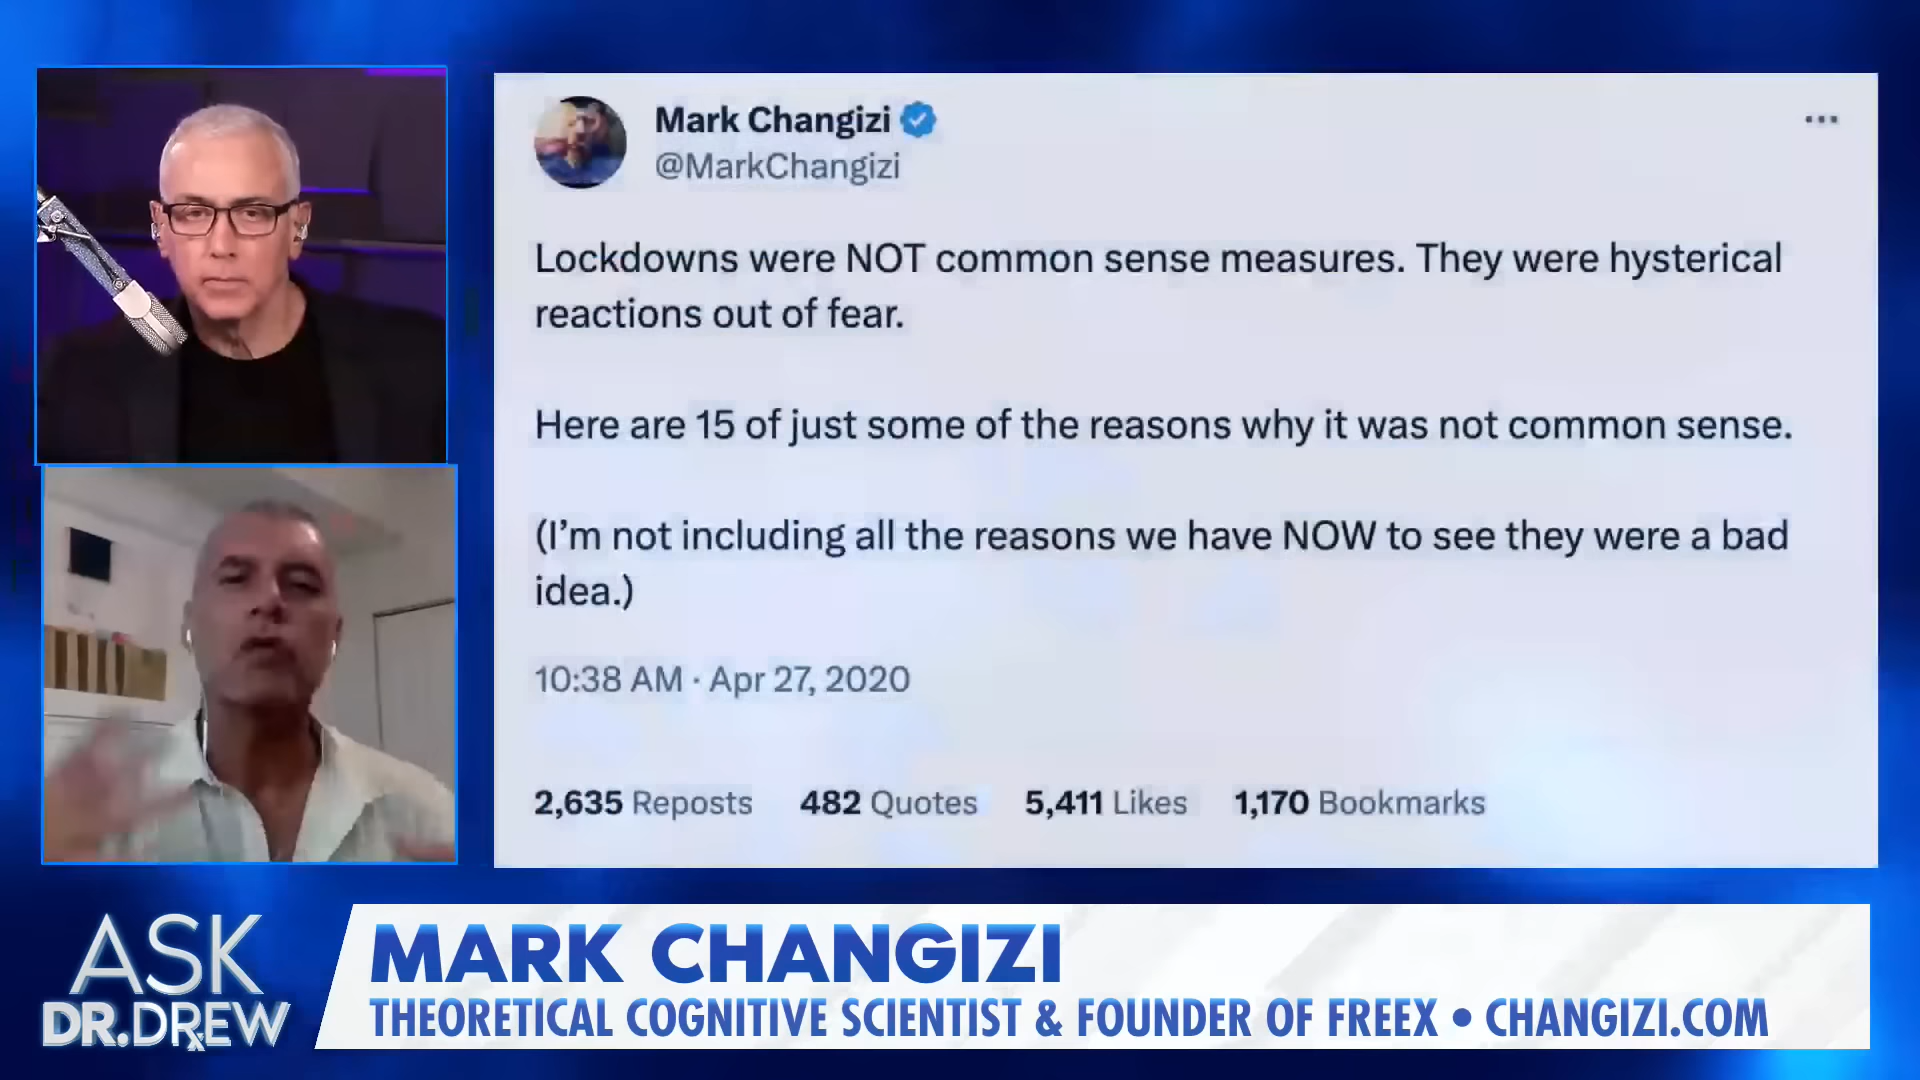 Mark Changizi
@MarkChangizi
Lockdowns were NOT common sense measures. They were hysterical
reactions out of fear.
Here are 15 of just some of the reasons why it was not common sense.
(I’m not including all the reasons we have NOW to see they were a bad
idea.)
10:38 AM · Apr 27, 2020
2,635 Reposts 482 Quotes 5,411 Likes 1,170 Bookmarks
ASK
DR.DREW
MARK CHANGIZI
THEORETICAL COGNITIVE SCIENTIST & FOUNDER OF FREEX • CHANGIZI.COM